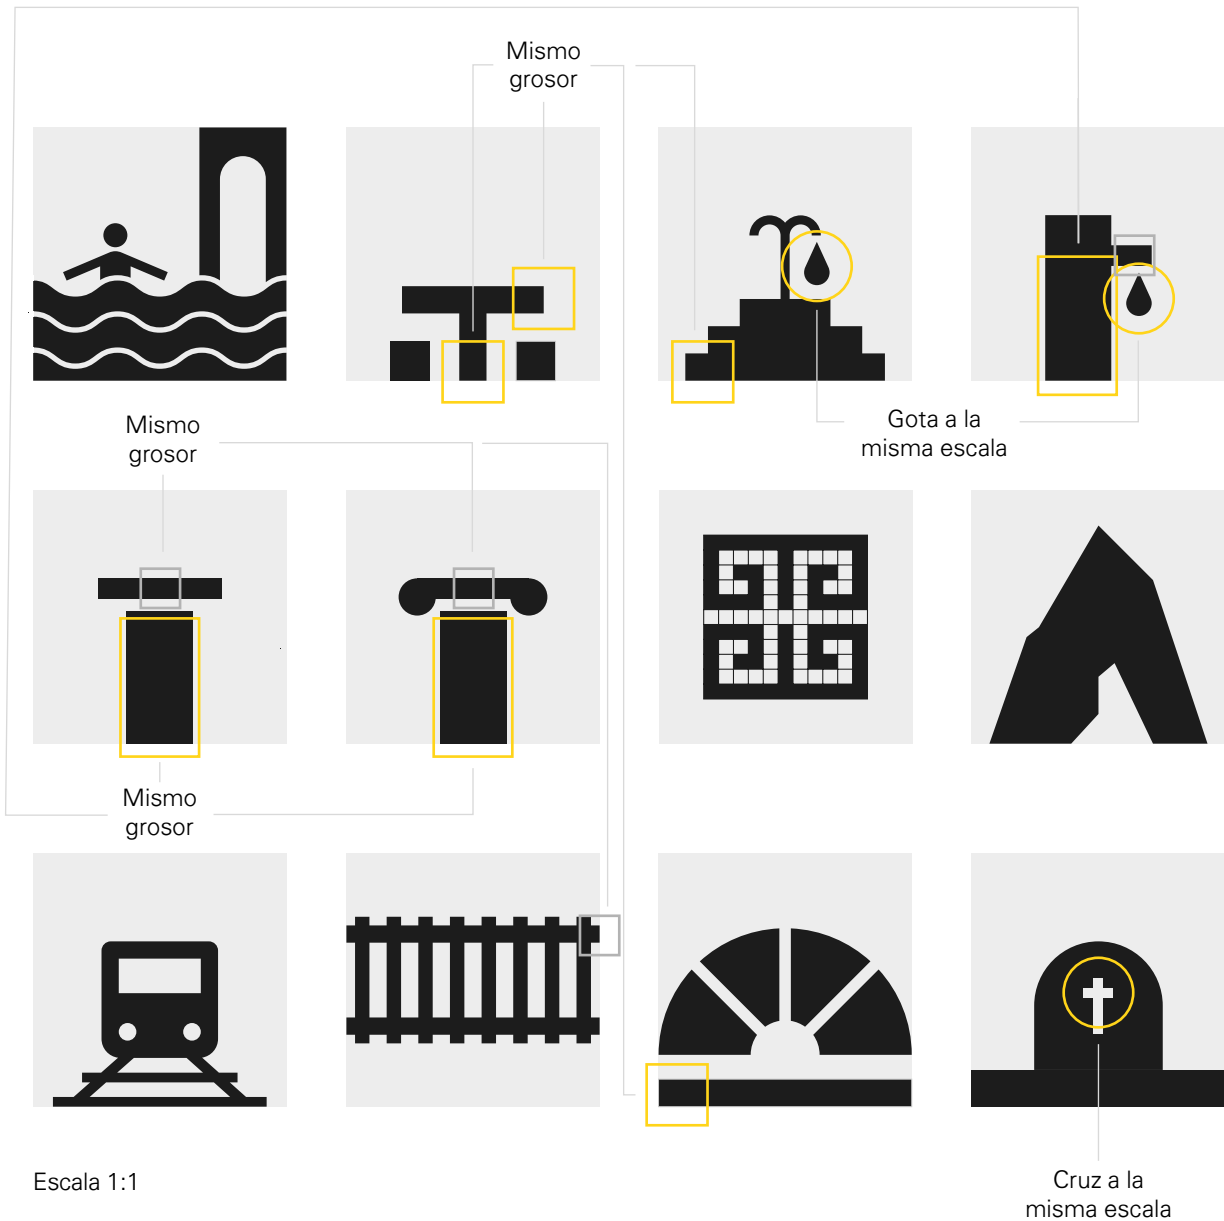 Mismo
grosor
Gota a la
misma escala
Mismo
grosor
Mismo
grosor
Escala 1:1
Cruz a la
misma escala